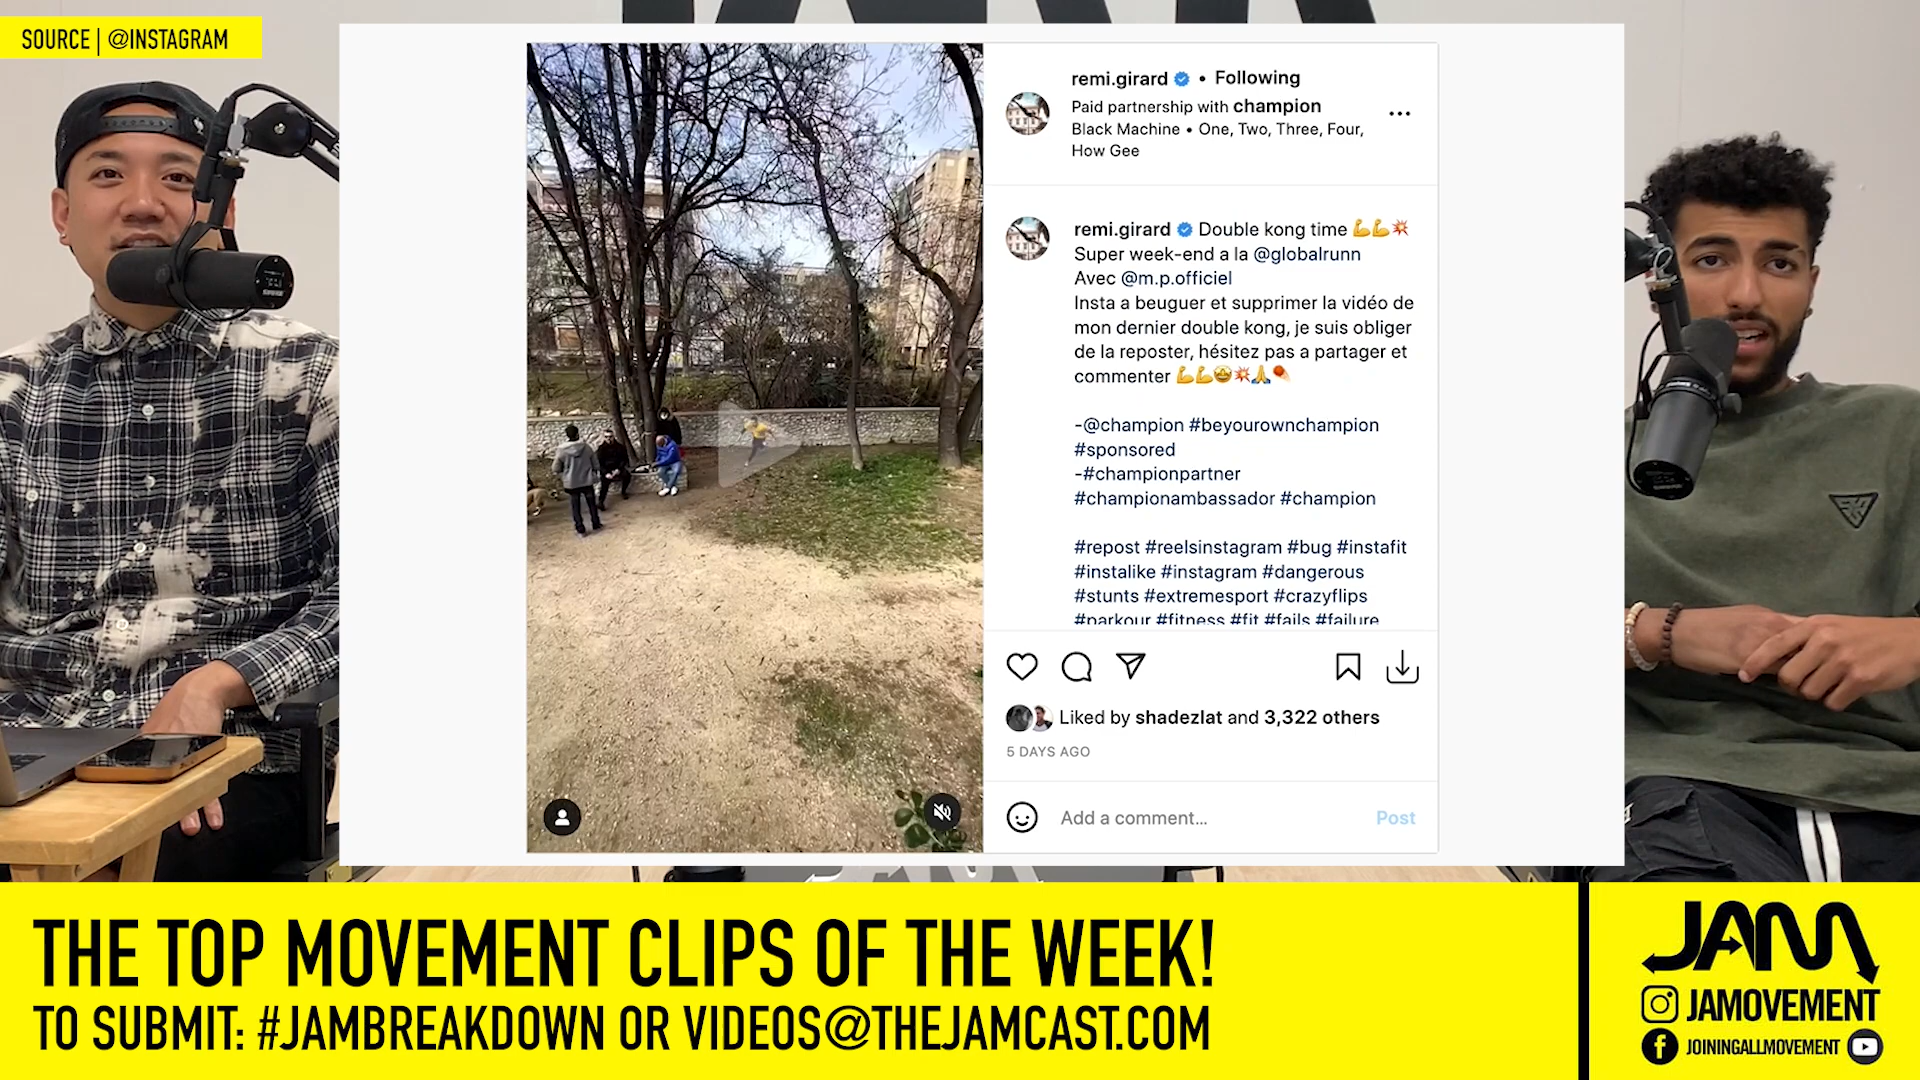 SOURCE | @INSTAGRAM
remi.girard • Following
Paid partnership with champion
Black Machine • One, Two, Three, Four,
How Gee
remi.girard Double kong time 💪💪💥
Super week-end a la @globalrunn
Avec @m.p.officiel
Insta a beuguer et supprimer la vidéo de
mon dernier double kong, je suis obliger
de la reposter, hésitez pas a partager et
commenter 💪💪🤩💥🙏☄️
-@champion #beyourownchampion
#sponsored
-#championpartner
#championambassador #champion
#repost #reelsinstagram #bug #instafit
#instalike #instagram #dangerous
#stunts #extremesport #crazyflips
#parkour #fitness #fit #fails #failure
Liked by shadezlat and 3,322 others
5 DAYS AGO
Add a comment...
Post
THE TOP MOVEMENT CLIPS OF THE WEEK!
TO SUBMIT: #JAMBREAKDOWN OR VIDEOS@THEJAMCAST.COM
JAM
JAMOVEMENT
JOININGALLMOVEMENT